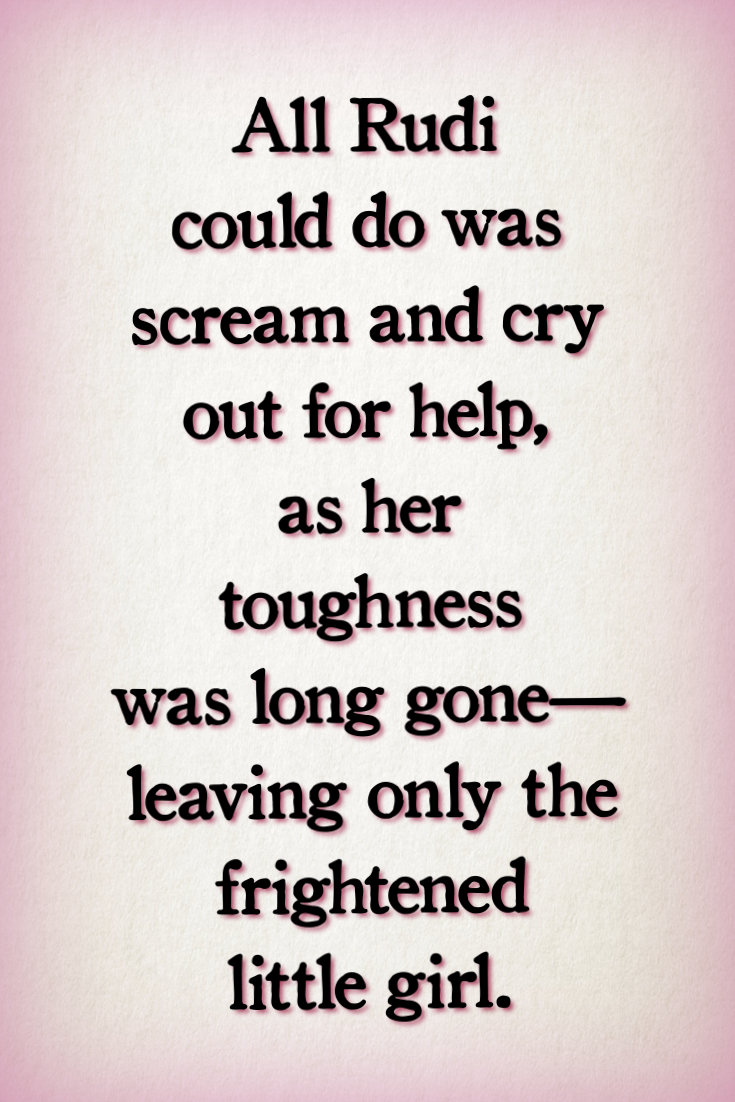 All Rudi
could do was
scream and cry
out for help,
as her
toughness
was long gone—
leaving only the
frightened
little girl.